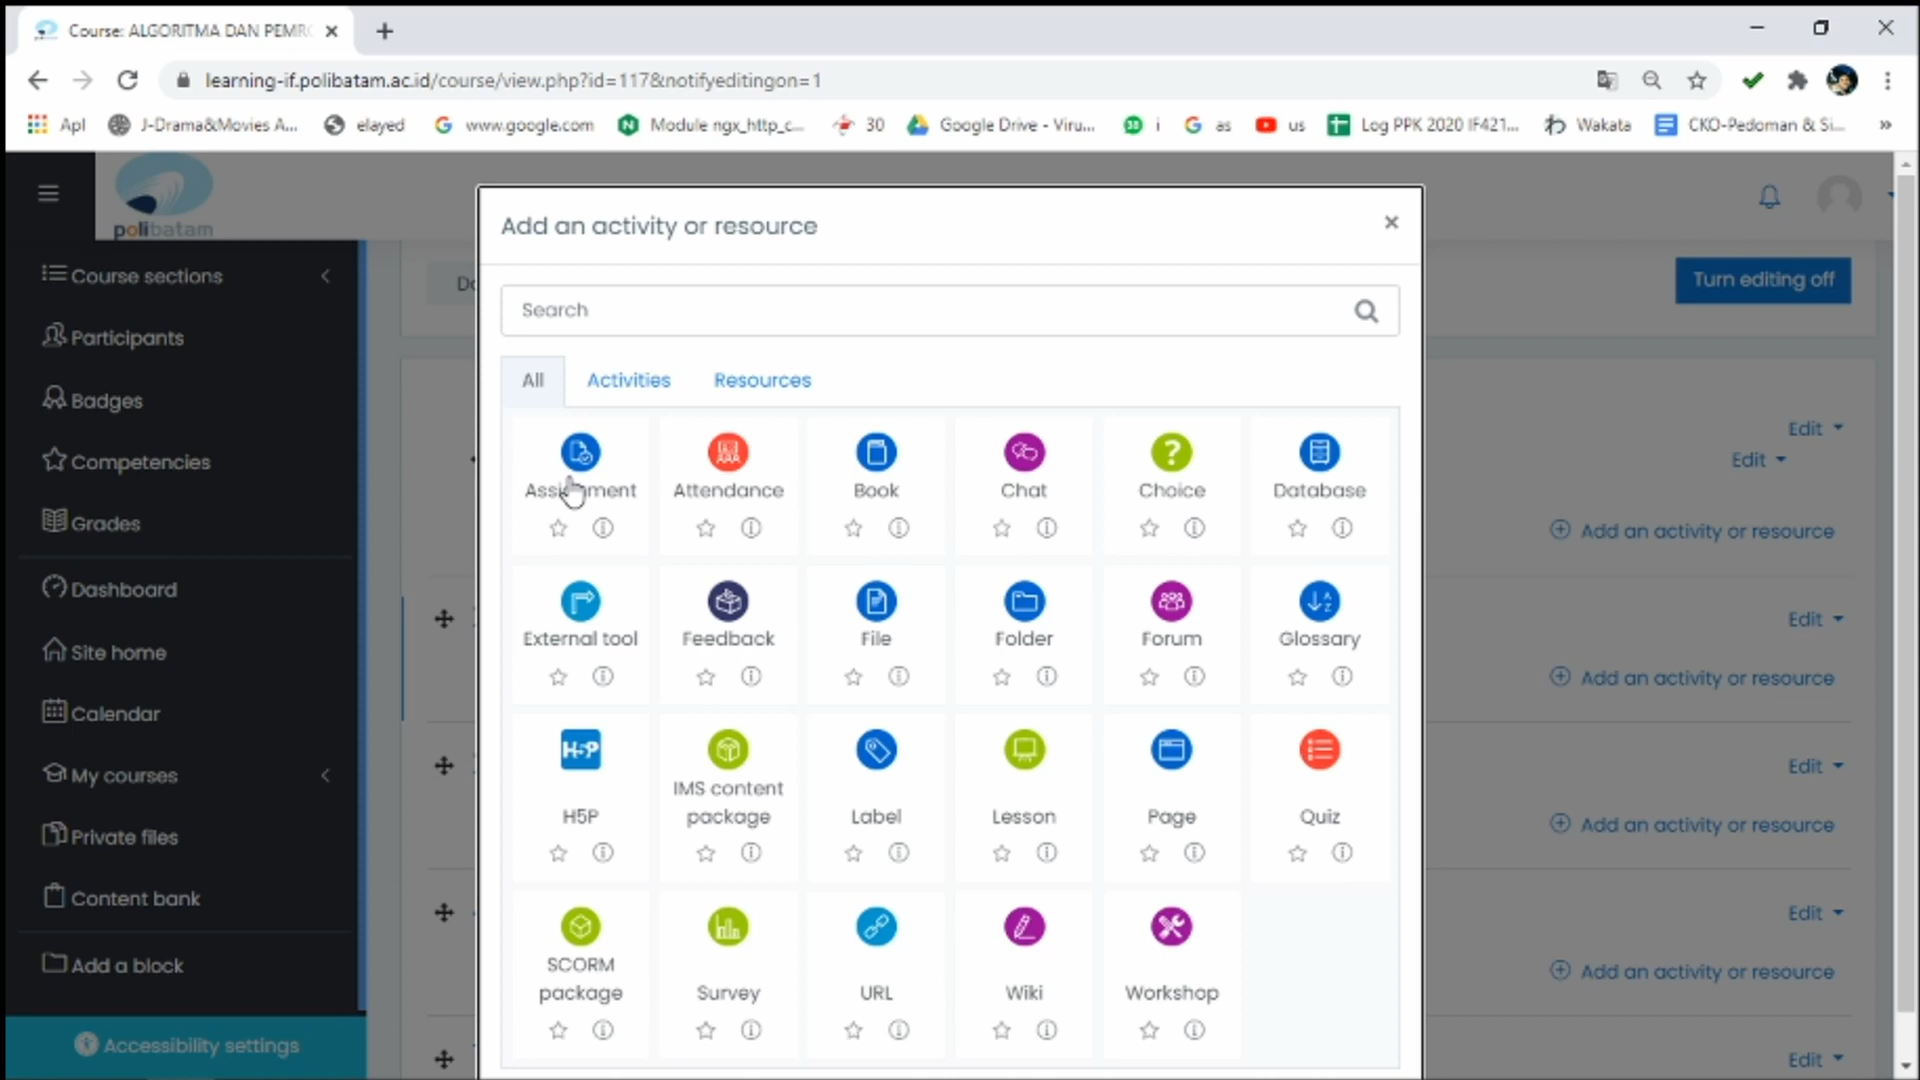 Course: ALGORITMA DAN PEMR
learning-if.polibatam.ac.id/course/view.php?id=117&notifyeditingon=1
Apl
J-Drama&Movies A...
elayed
www.google.com
Module ngx_http_c...
30
Google Drive - Viru...
i
as
us
Log PPK 2020 IF421...
Wakata
CKO-Pedoman & Si...
»
polibatam
Course sections
Participants
Badges
Competencies
Grades
Dashboard
Site home
Calendar
My courses
Private files
Content bank
Add a block
Accessibility settings
Turn editing off
Add an activity or resource
Search
All
Activities
Resources
Assignment
Attendance
Book
Chat
Choice
Database
External tool
Feedback
File
Folder
Forum
Glossary
H5P
H5P
IMS content
package
Label
Lesson
Page
Quiz
SCORM
package
Survey
URL
Wiki
Workshop
Edit
Edit
Add an activity or resource
Edit
Add an activity or resource
Edit
Add an activity or resource
Edit
Add an activity or resource
Edit